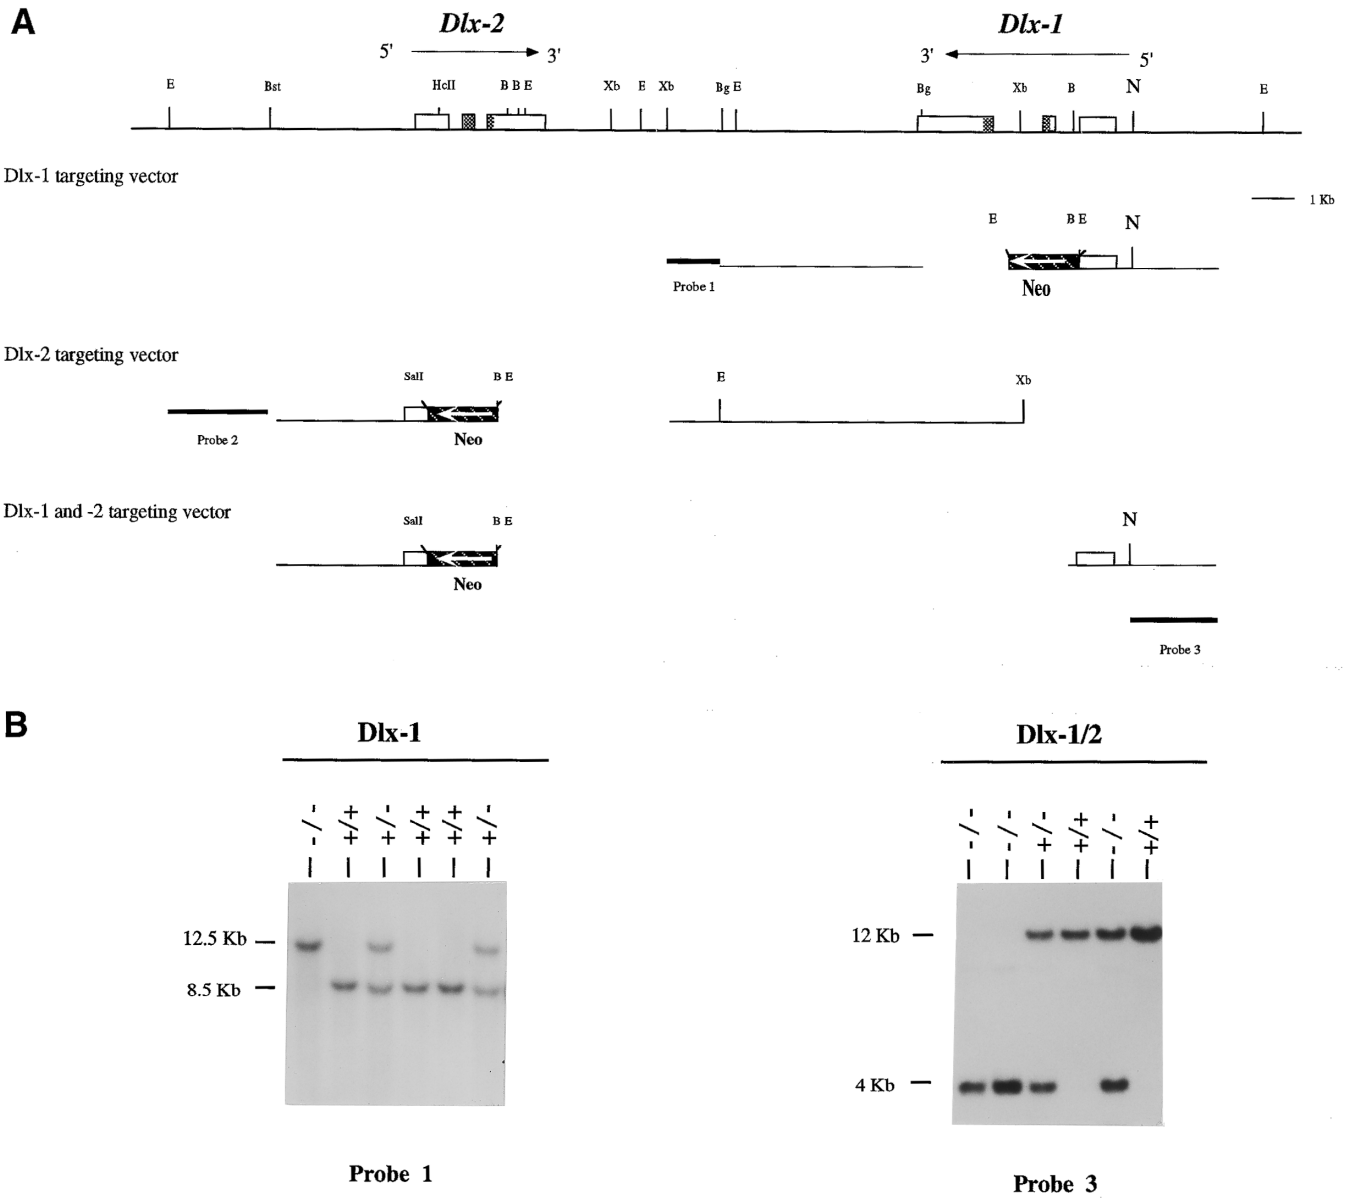 A
Dlx-2
Dlx-1
5' 3'
3' 5'
E Bst HcII B B E Xb E Xb Bg E Bg Xb B N E
Dlx-1 targeting vector
1 Kb
E B E N
Probe 1
Neo
Dlx-2 targeting vector
SalI B E E Xb
Probe 2
Neo
Dlx-1 and -2 targeting vector
SalI B E N
Neo
Probe 3
B
Dlx-1
Dlx-1/2
-/- +/+ +/- +/+ +/+ +/-
-/- -/- +/- +/+ -/- +/+
12.5 Kb
8.5 Kb
12 Kb
4 Kb
Probe 1
Probe 3